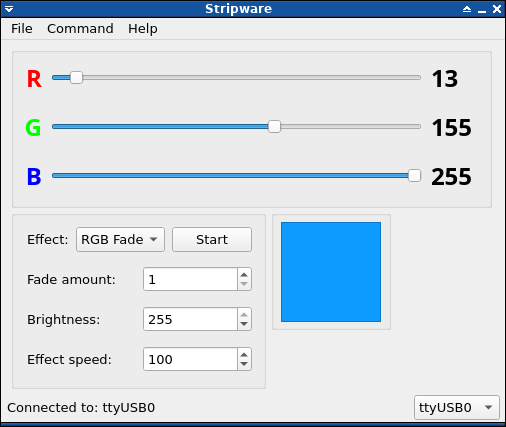 Stripware
File Command Help
R 13
G 155
B 255
Effect: RGB Fade Start
Fade amount: 1
Brightness: 255
Effect speed: 100
Connected to: ttyUSB0 ttyUSB0